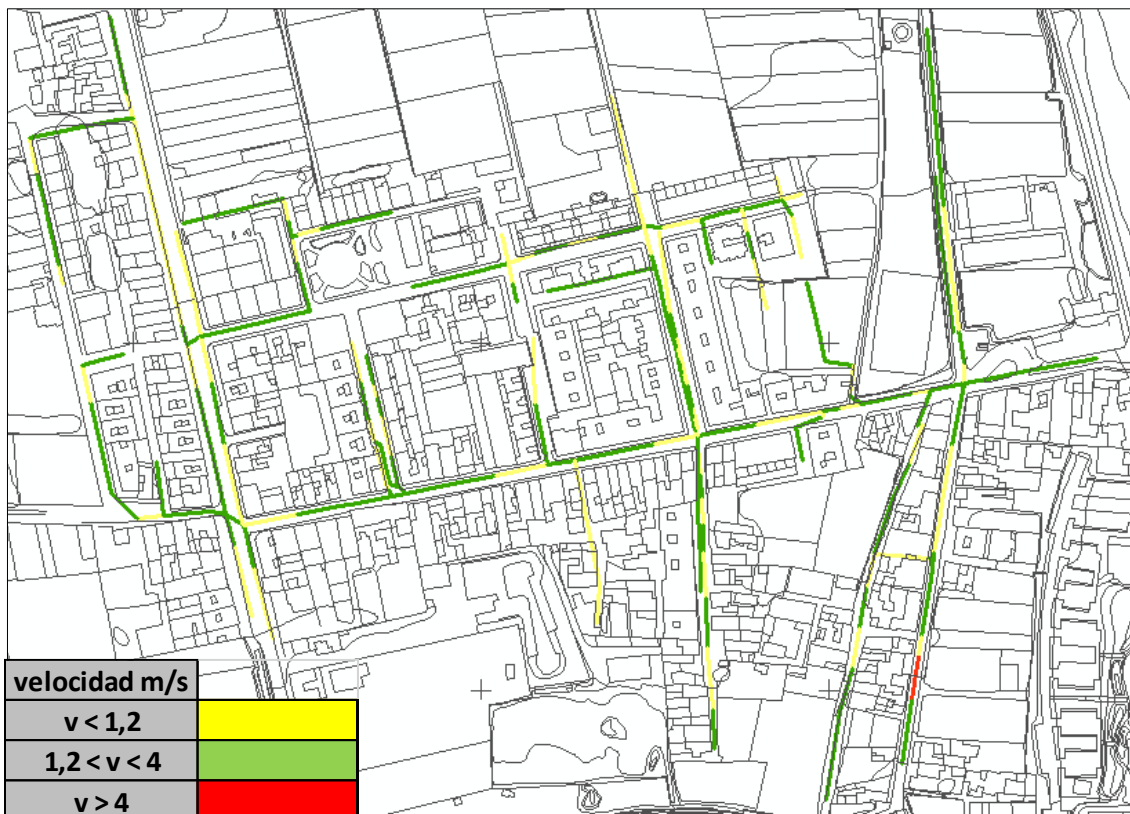 velocidad m/s
v < 1,2
1,2 < v < 4
v > 4